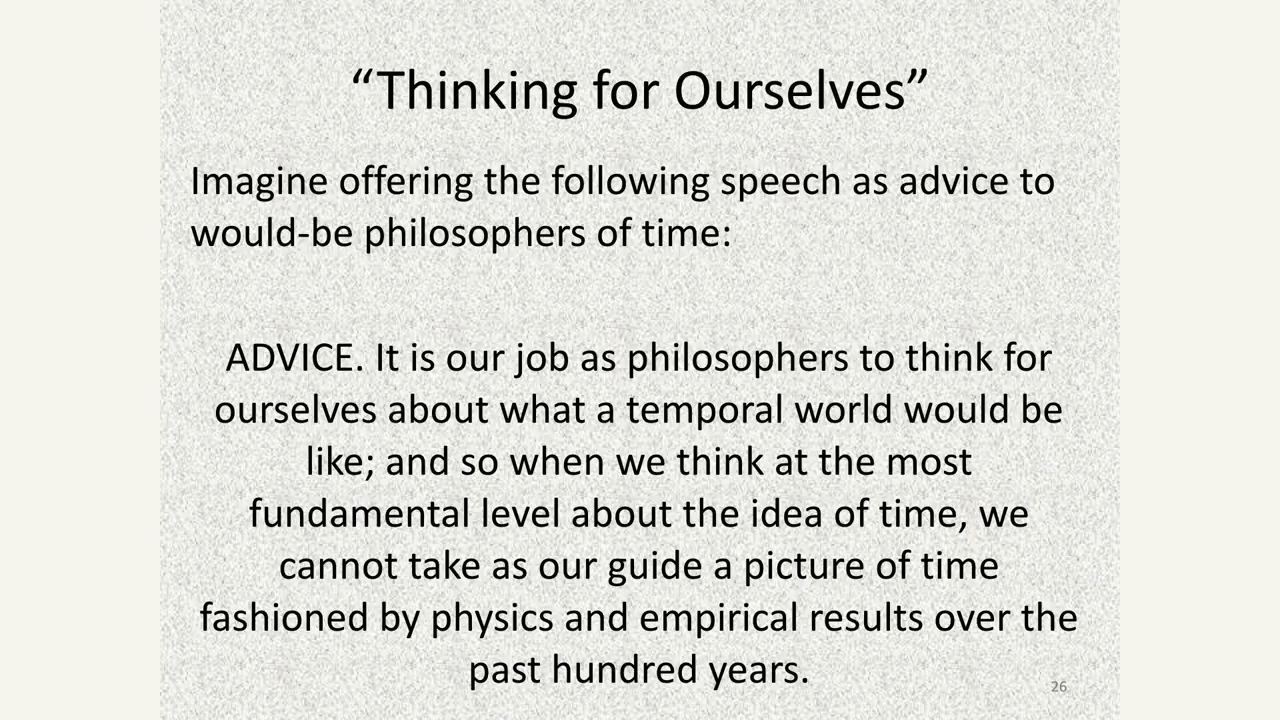 “Thinking for Ourselves”
Imagine offering the following speech as advice to
would-be philosophers of time:
ADVICE. It is our job as philosophers to think for
ourselves about what a temporal world would be
like; and so when we think at the most
fundamental level about the idea of time, we
cannot take as our guide a picture of time
fashioned by physics and empirical results over the
past hundred years.
26